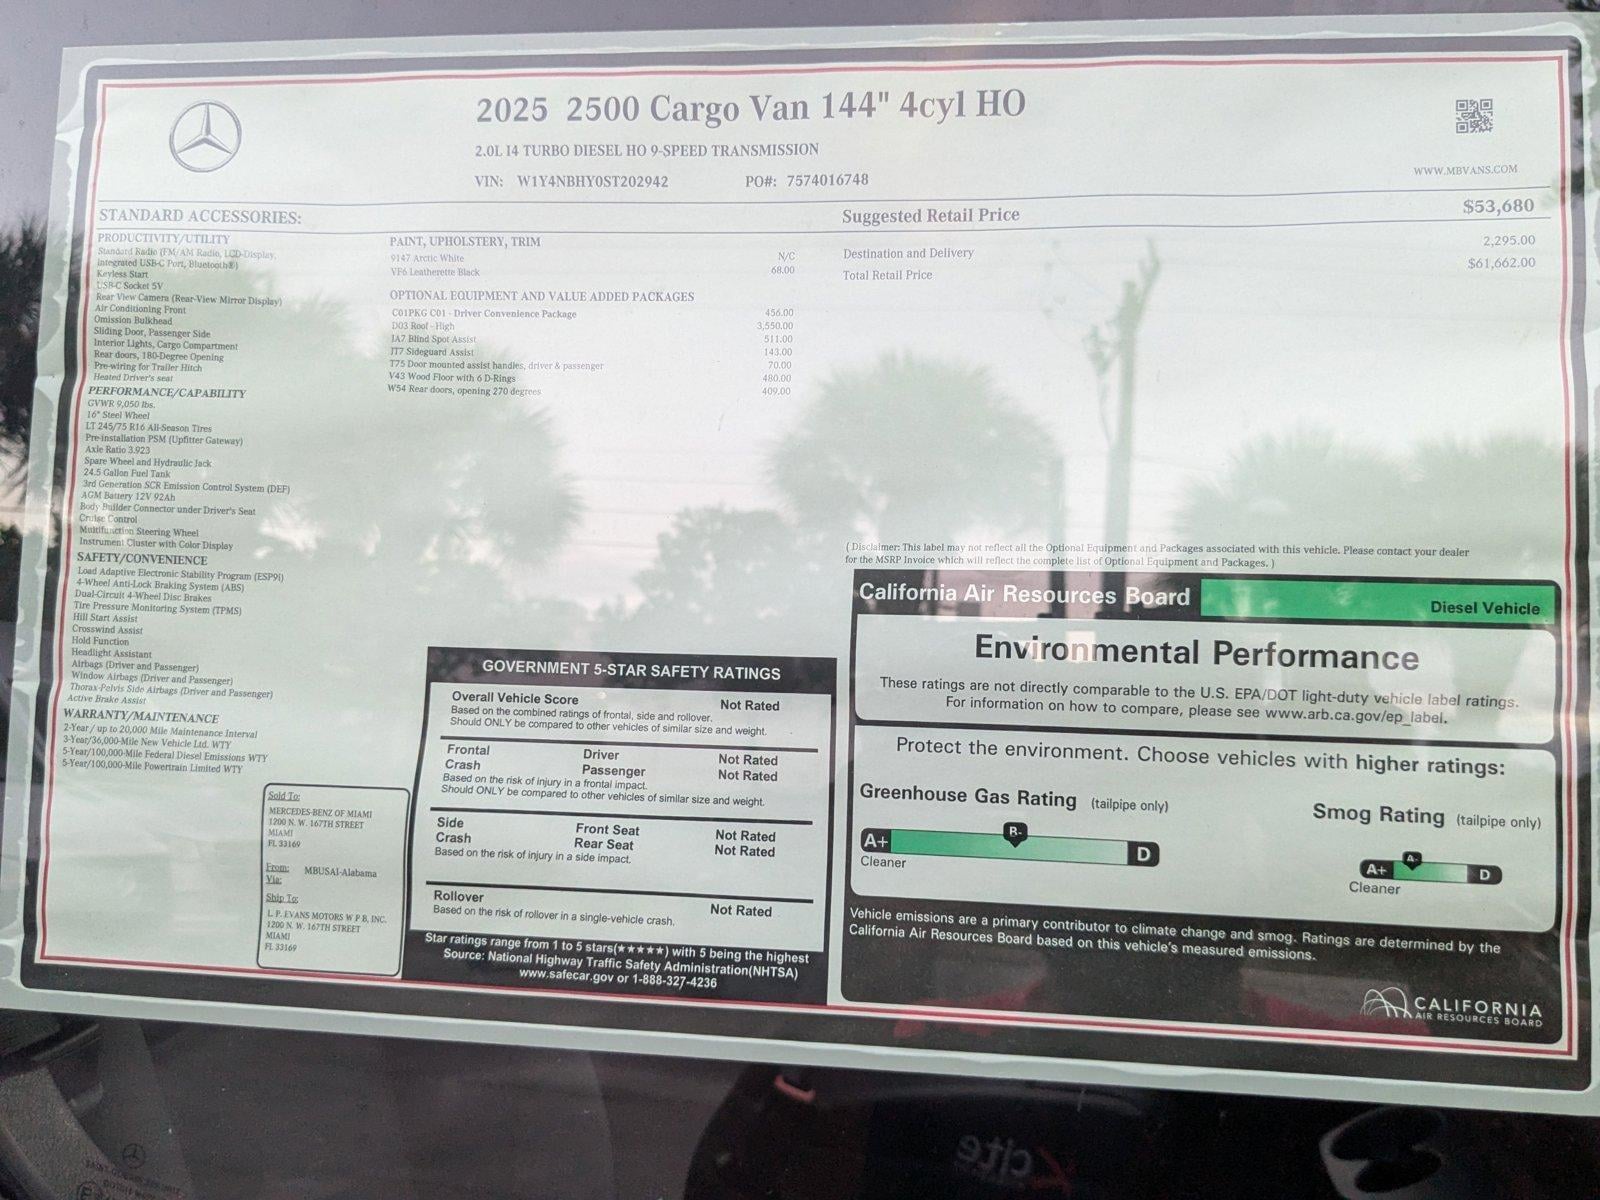 2025 2500 Cargo Van 144" 4cyl HO
2.0L I4 TURBO DIESEL HO 9-SPEED TRANSMISSION
VIN: W1Y4NBHY0ST202942 PO#: 7574016748
WWW.MBVANS.COM
STANDARD ACCESSORIES:
PRODUCTIVITY/UTILITY
Standard Radio (FM/AM Radio, LCD-Display,
Integrated USB-C Port, Bluetooth®)
Keyless Start
USB-C Socket 5V
Rear View Camera (Rear-View Mirror Display)
Air Conditioning Front
Omission Bulkhead
Sliding Door, Passenger Side
Interior Lights, Cargo Compartment
Rear doors, 180-Degree Opening
Pre-wiring for Trailer Hitch
Heated Driver's seat
PERFORMANCE/CAPABILITY
GVWR 9,050 lbs.
16" Steel Wheel
LT 245/75 R16 All-Season Tires
Pre-installation PSM (Upfitter Gateway)
Axle Ratio 3.923
Spare Wheel and Hydraulic Jack
24.5 Gallon Fuel Tank
3rd Generation SCR Emission Control System (DEF)
AGM Battery 12V 92Ah
Body Builder Connector under Driver's Seat
Cruise Control
Multifunction Steering Wheel
Instrument Cluster with Color Display
SAFETY/CONVENIENCE
Load Adaptive Electronic Stability Program (ESP9I)
4-Wheel Anti-Lock Braking System (ABS)
Dual-Circuit 4-Wheel Disc Brakes
Tire Pressure Monitoring System (TPMS)
Hill Start Assist
Crosswind Assist
Hold Function
Headlight Assistant
Airbags (Driver and Passenger)
Window Airbags (Driver and Passenger)
Thorax-Pelvis Side Airbags (Driver and Passenger)
Active Brake Assist
WARRANTY/MAINTENANCE
2-Year / up to 20,000 Mile Maintenance Interval
3-Year/36,000-Mile New Vehicle Ltd. WTY
5-Year/100,000-Mile Federal Diesel Emissions WTY
5-Year/100,000-Mile Powertrain Limited WTY
PAINT, UPHOLSTERY, TRIM
9147 Arctic White N/C
VF6 Leatherette Black 68.00
OPTIONAL EQUIPMENT AND VALUE ADDED PACKAGES
C01PKG C01 - Driver Convenience Package 456.00
D03 Roof - High 3,550.00
JA7 Blind Spot Assist 511.00
JT7 Sideguard Assist 143.00
T75 Door mounted assist handles, driver & passenger 70.00
V43 Wood Floor with 6 D-Rings 480.00
W54 Rear doors, opening 270 degrees 409.00
Suggested Retail Price $53,680
Destination and Delivery 2,295.00
Total Retail Price $61,662.00
( Disclaimer: This label may not reflect all the Optional Equipment and Packages associated with this vehicle. Please contact your dealer
for the MSRP Invoice which will reflect the complete list of Optional Equipment and Packages. )
Sold To:
MERCEDES-BENZ OF MIAMI
1200 N. W. 167TH STREET
MIAMI
FL 33169
From: MBUSAI-Alabama
Via:
Ship To:
L. P. EVANS MOTORS W P B, INC.
1200 N. W. 167TH STREET
MIAMI
FL 33169
GOVERNMENT 5-STAR SAFETY RATINGS
Overall Vehicle Score Not Rated
Based on the combined ratings of frontal, side and rollover.
Should ONLY be compared to other vehicles of similar size and weight.
Frontal Driver Not Rated
Crash Passenger Not Rated
Based on the risk of injury in a frontal impact.
Should ONLY be compared to other vehicles of similar size and weight.
Side Front Seat Not Rated
Crash Rear Seat Not Rated
Based on the risk of injury in a side impact.
Rollover Not Rated
Based on the risk of rollover in a single-vehicle crash.
Star ratings range from 1 to 5 stars(★★★★★) with 5 being the highest
Source: National Highway Traffic Safety Administration(NHTSA)
www.safecar.gov or 1-888-327-4236
California Air Resources Board Diesel Vehicle
Environmental Performance
These ratings are not directly comparable to the U.S. EPA/DOT light-duty vehicle label ratings.
For information on how to compare, please see www.arb.ca.gov/ep_label.
Protect the environment. Choose vehicles with higher ratings:
Greenhouse Gas Rating (tailpipe only)
A+ B- D
Cleaner
Smog Rating (tailpipe only)
A+ A- D
Cleaner
Vehicle emissions are a primary contributor to climate change and smog. Ratings are determined by the
California Air Resources Board based on this vehicle's measured emissions.
CALIFORNIA
AIR RESOURCES BOARD